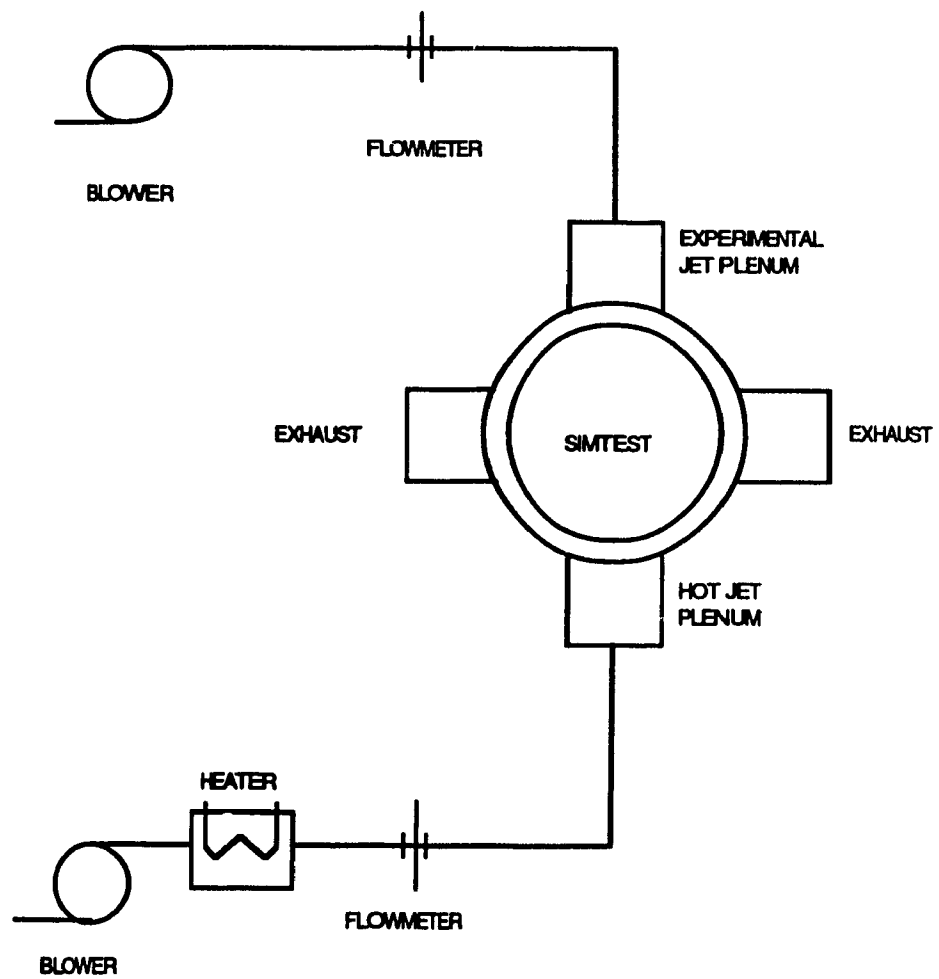 FLOWMETER
BLOWER
EXPERIMENTAL
JET PLENUM
EXHAUST
SIMTEST
EXHAUST
HOT JET
PLENUM
HEATER
FLOWMETER
BLOWER